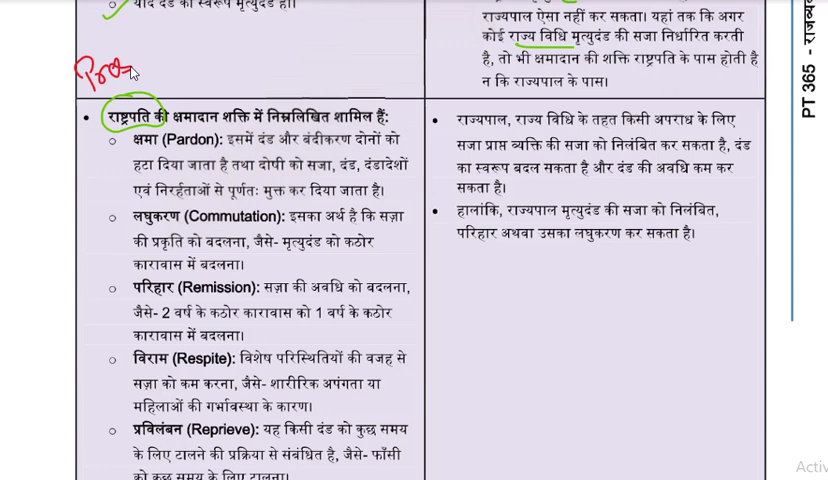 यदि दंड का स्वरूप मृत्युदंड हो।
राज्यपाल ऐसा नहीं कर सकता। यहां तक कि अगर
कोई राज्य विधि मृत्युदंड की सजा निर्धारित करती
है, तो भी क्षमादान की शक्ति राष्ट्रपति के पास होती है
न कि राज्यपाल के पास।
• राष्ट्रपति की क्षमादान शक्ति में निम्नलिखित शामिल हैं:
o क्षमा (Pardon): इसमें दंड और बंदीकरण दोनों को
हटा दिया जाता है तथा दोषी को सजा, दंड, दंडादेशों
एवं निरर्हताओं से पूर्णतः मुक्त कर दिया जाता है।
o लघुकरण (Commutation): इसका अर्थ है कि सज़ा
की प्रकृति को बदलना, जैसे- मृत्युदंड को कठोर
कारावास में बदलना।
o परिहार (Remission): सज़ा की अवधि को बदलना,
जैसे- 2 वर्ष के कठोर कारावास को 1 वर्ष के कठोर
कारावास में बदलना।
o विराम (Respite): विशेष परिस्थितियों की वजह से
सज़ा को कम करना, जैसे- शारीरिक अपंगता या
महिलाओं की गर्भावस्था के कारण।
o प्रविलंबन (Reprieve): यह किसी दंड को कुछ समय
के लिए टालने की प्रक्रिया से संबंधित है, जैसे- फाँसी
को कुछ समय के लिए टालना।
• राज्यपाल, राज्य विधि के तहत किसी अपराध के लिए
सजा प्राप्त व्यक्ति की सजा को निलंबित कर सकता है, दंड
का स्वरूप बदल सकता है और दंड की अवधि कम कर
सकता है।
• हालांकि, राज्यपाल मृत्युदंड की सजा को निलंबित,
परिहार अथवा उसका लघुकरण कर सकता है।
PT 365 - राजव्यव
Activ